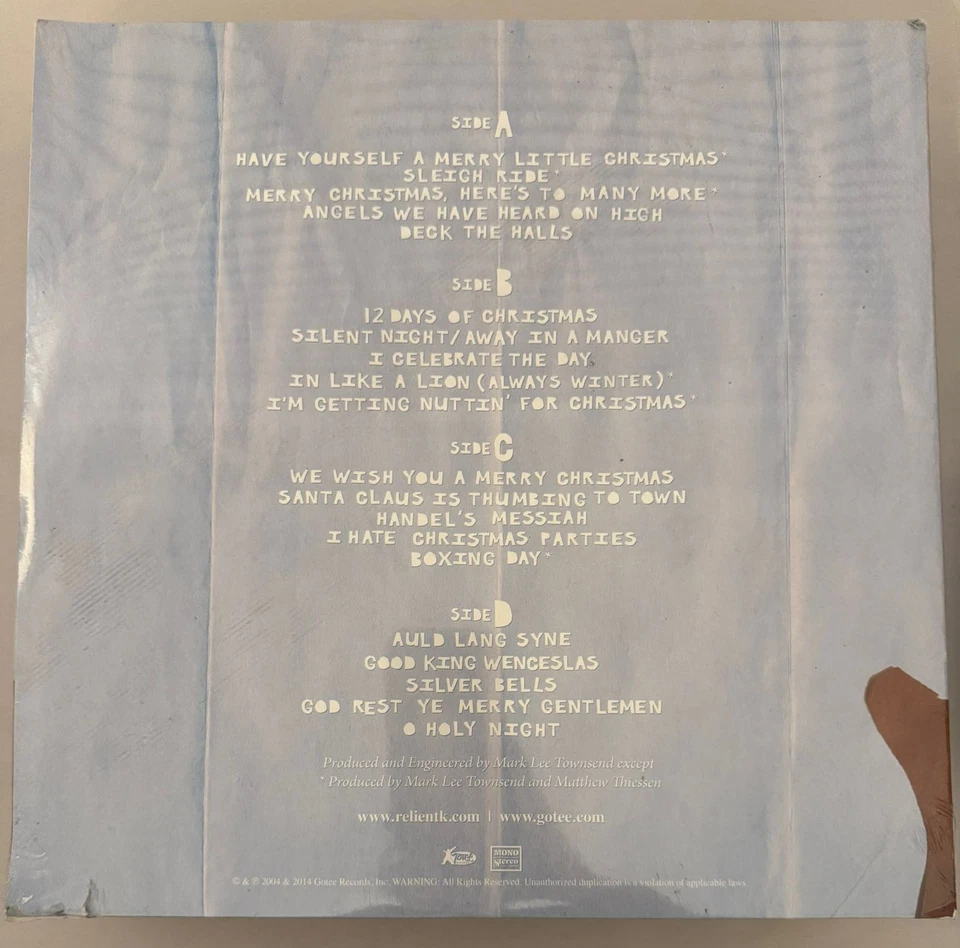 SIDE A
HAVE YOURSELF A MERRY LITTLE CHRISTMAS*
SLEIGH RIDE*
MERRY CHRISTMAS, HERE'S TO MANY MORE*
ANGELS WE HAVE HEARD ON HIGH
DECK THE HALLS
SIDE B
12 DAYS OF CHRISTMAS
SILENT NIGHT/AWAY IN A MANGER
I CELEBRATE THE DAY
IN LIKE A LION (ALWAYS WINTER)*
I'M GETTING NUTTIN' FOR CHRISTMAS*
SIDE C
WE WISH YOU A MERRY CHRISTMAS
SANTA CLAUS IS THUMBING TO TOWN
HANDEL'S MESSIAH
I HATE CHRISTMAS PARTIES
BOXING DAY*
SIDE D
AULD LANG SYNE
GOOD KING WENCESLAS
SILVER BELLS
GOD REST YE MERRY GENTLEMEN
O HOLY NIGHT
Produced and Engineered by Mark Lee Townsend except
* Produced by Mark Lee Townsend and Matthew Thiessen
www.relientk.com | www.gotee.com
MONO
Stereo
© & ℗ 2004 & 2014 Gotee Records, Inc. WARNING: All Rights Reserved. Unauthorized duplication is a violation of applicable laws.